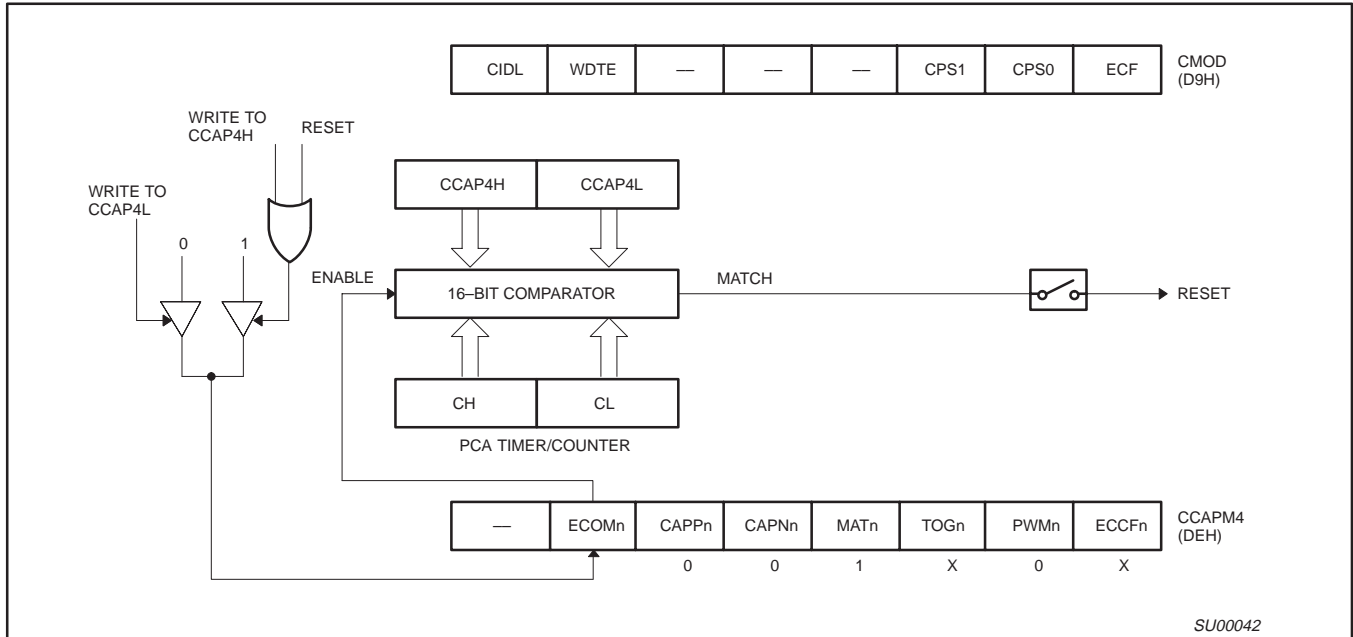 CIDL WDTE — — — CPS1 CPS0 ECF
CMOD
(D9H)
WRITE TO
CCAP4H
RESET
WRITE TO
CCAP4L
0 1
CCAP4H CCAP4L
ENABLE
16–BIT COMPARATOR
MATCH
RESET
CH CL
PCA TIMER/COUNTER
— ECOMn CAPPn CAPNn MATn TOGn PWMn ECCFn
CCAPM4
(DEH)
0 0 1 X 0 X
SU00042